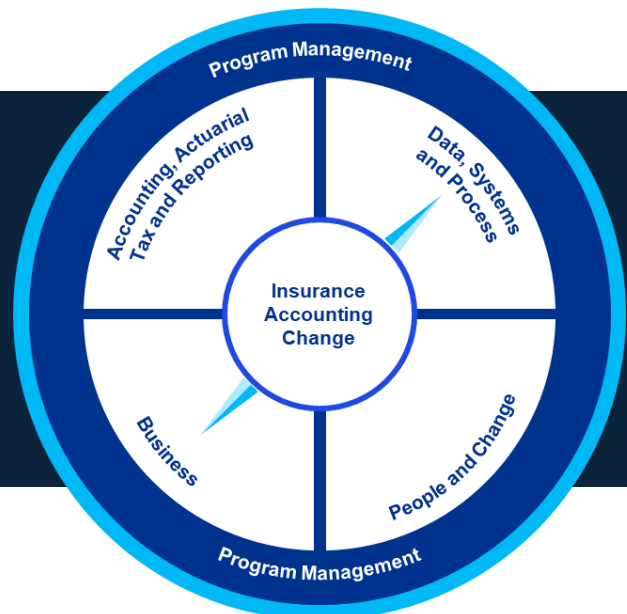 Program Management
Accounting, Actuarial
Tax and Reporting
Data, Systems
and Process
Insurance
Accounting
Change
Business
People and Change
Program Management